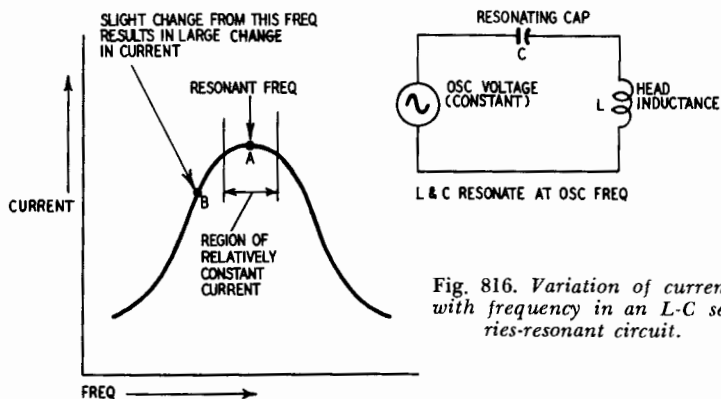 SLIGHT CHANGE FROM THIS FREQ
RESULTS IN LARGE CHANGE
IN CURRENT
RESONANT FREQ
A
B
CURRENT
REGION OF
RELATIVELY
CONSTANT
CURRENT
FREQ
RESONATING CAP
C
OSC VOLTAGE
(CONSTANT)
L
HEAD
INDUCTANCE
L & C RESONATE AT OSC FREQ
Fig. 816. Variation of curren
with frequency in an L-C se
ries-resonant circuit.